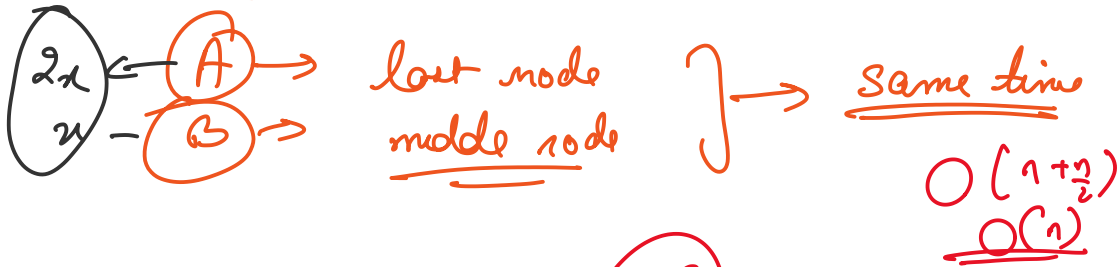 2x ← A → last node } → same time
x – B → middle node
O(n + n/2)
O(n)